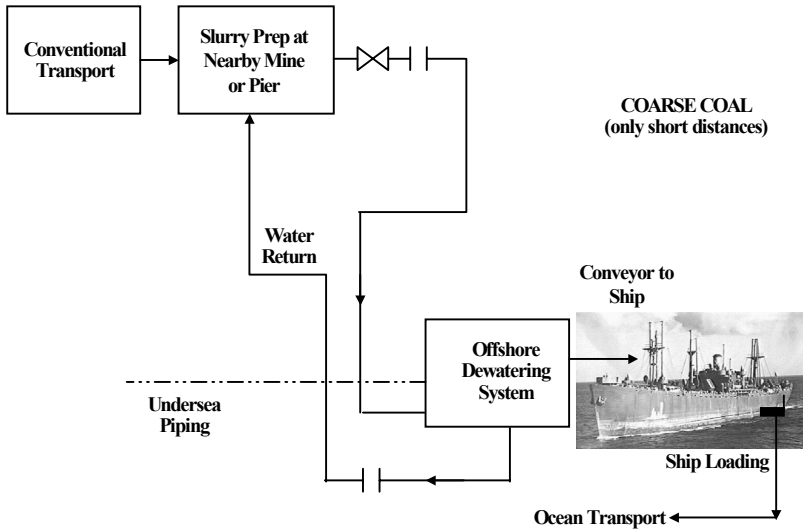 Conventional
Transport
Slurry Prep at
Nearby Mine
or Pier
COARSE COAL
(only short distances)
Water
Return
Conveyor to
Ship
Offshore
Dewatering
System
Undersea
Piping
Ship Loading
Ocean Transport